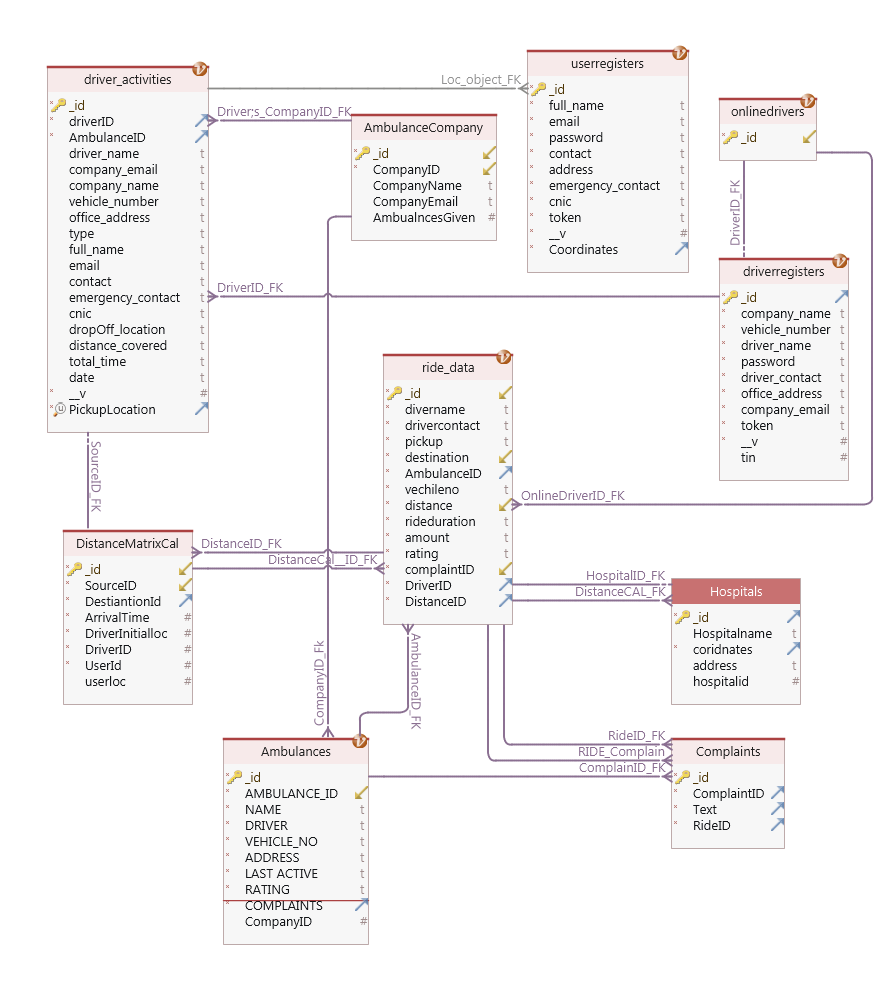 driver_activities
_id
driverID
AmbulanceID
driver_name t
company_email t
company_name t
vehicle_number t
office_address t
type t
full_name t
email t
contact t
emergency_contact t
cnic t
dropOff_location t
distance_covered t
total_time t
date t
__v #
u PickupLocation
Loc_object_FK
Driver;s_CompanyID_FK
userregisters
_id
full_name t
email t
password t
contact t
address t
emergency_contact t
cnic t
token t
__v #
Coordinates
AmbulanceCompany
_id
CompanyID
CompanyName t
CompanyEmail t
AmbualncesGiven #
onlinedrivers
_id
DriverID_FK
DriverID_FK
driverregisters
_id
company_name t
vehicle_number t
driver_name t
password t
driver_contact t
office_address t
company_email t
token t
__v #
tin #
ride_data
_id
divername t
drivercontact t
pickup t
destination
AmbulanceID
vechileno t
distance
rideduration t
amount t
rating t
complaintID
DriverID
DistanceID
OnlineDriverID_FK
SourceID_FK
DistanceID_FK
DistanceCal__ID_FK
DistanceMatrixCal
_id
SourceID
DestiantionId
ArrivalTime #
DriverInitialloc #
DriverID #
UserId #
userloc #
HospitalID_FK
DistanceCAL_FK
Hospitals
_id
Hospitalname t
coridnates
address t
hospitalid #
CompanyID_Fk
AmbulanceID_FK
RideID_FK
RIDE_Complain
ComplainID_FK
Ambulances
_id
AMBULANCE_ID
NAME t
DRIVER t
VEHICLE_NO t
ADDRESS t
LAST ACTIVE t
RATING t
COMPLAINTS
CompanyID #
Complaints
_id
ComplaintID
Text
RideID